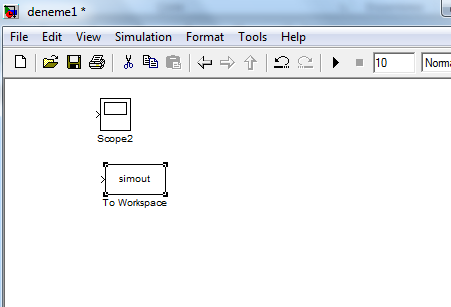 deneme1 *
File Edit View Simulation Format Tools Help
10 Norma
Scope2
simout
To Workspace